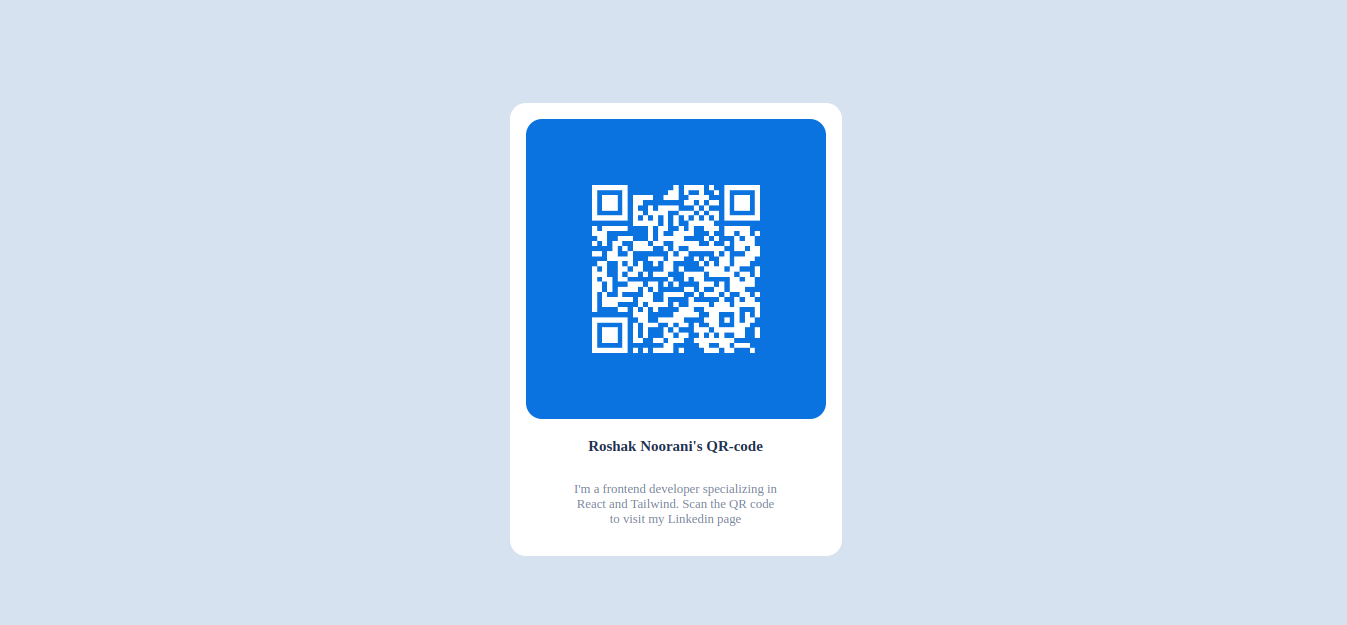 Roshak Noorani's QR-code
I'm a frontend developer specializing in
React and Tailwind. Scan the QR code
to visit my Linkedin page